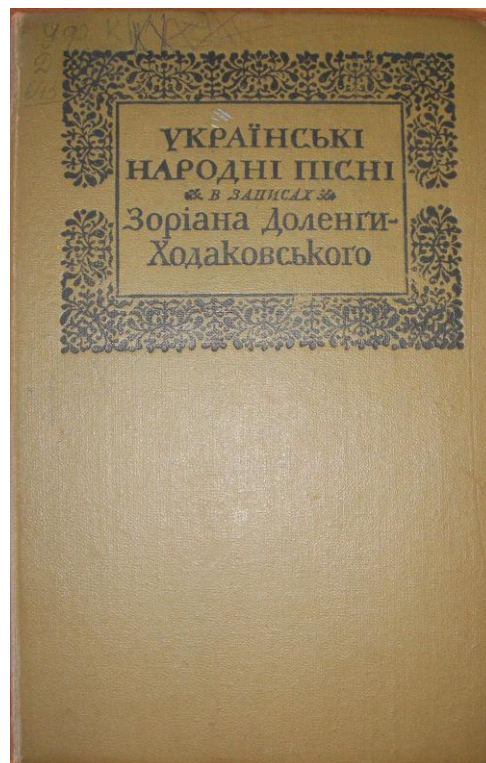 УКРАЇНСЬКІ
НАРОДНІ ПІСНІ
В ЗАПИСАХ
Зоріана Доленги-
Ходаковського